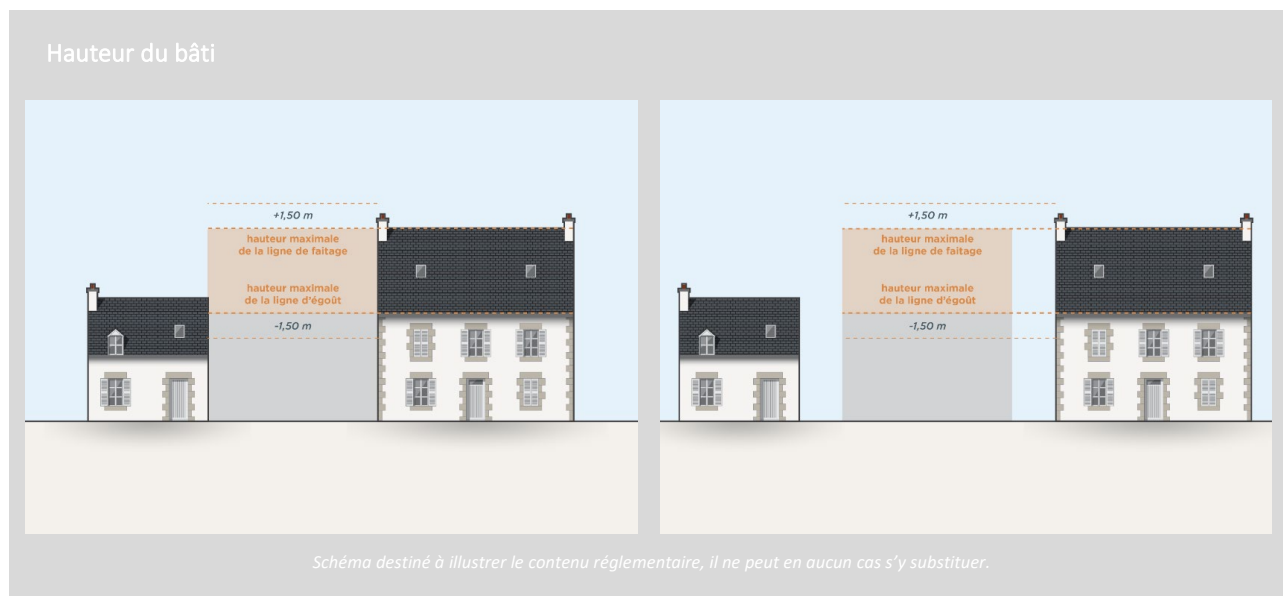 Hauteur du bâti
+1,50 m
hauteur maximale
de la ligne de faitage
hauteur maximale
de la ligne d'égoût
-1,50 m
+1,50 m
hauteur maximale
de la ligne de faitage
hauteur maximale
de la ligne d'égoût
-1,50 m
Schéma destiné à illustrer le contenu réglementaire, il ne peut en aucun cas s'y substituer.